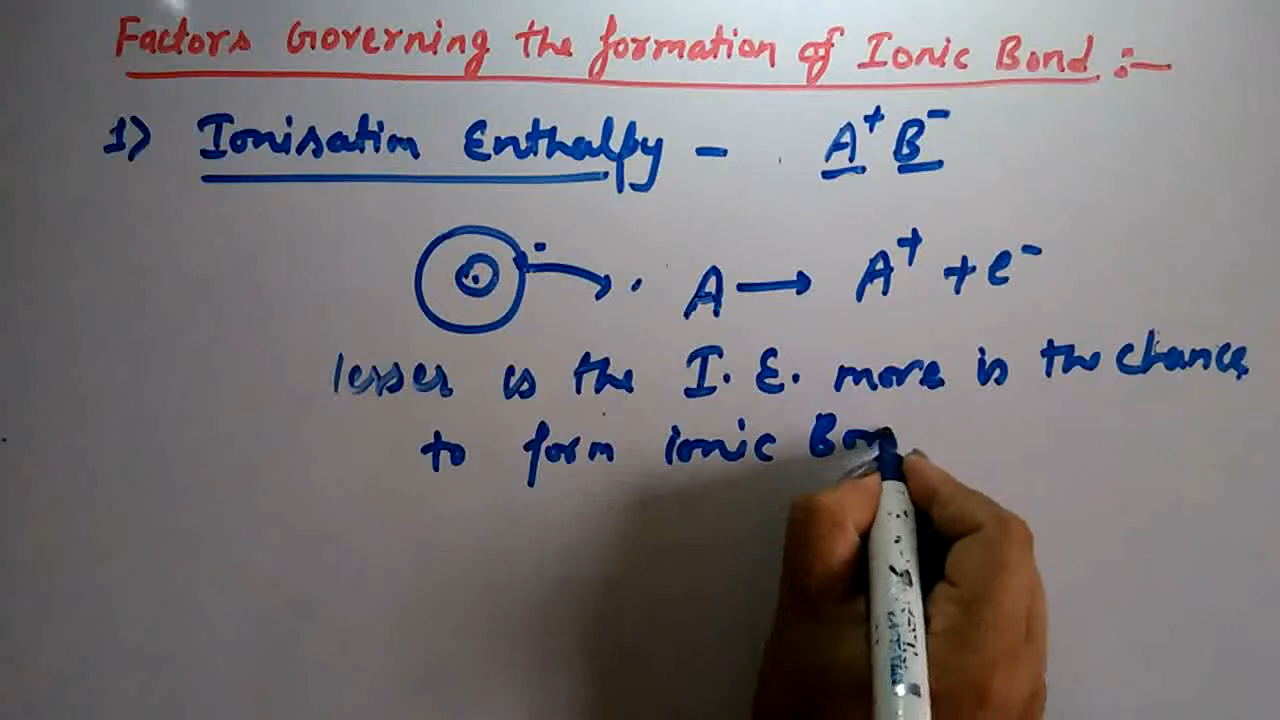 Factors Governing the formation of Ionic Bond :-
1) Ionisation Enthalpy - A⁺ B⁻
A → A⁺ + e⁻
lesser is the I.E. more is the chance
to form ionic Bon